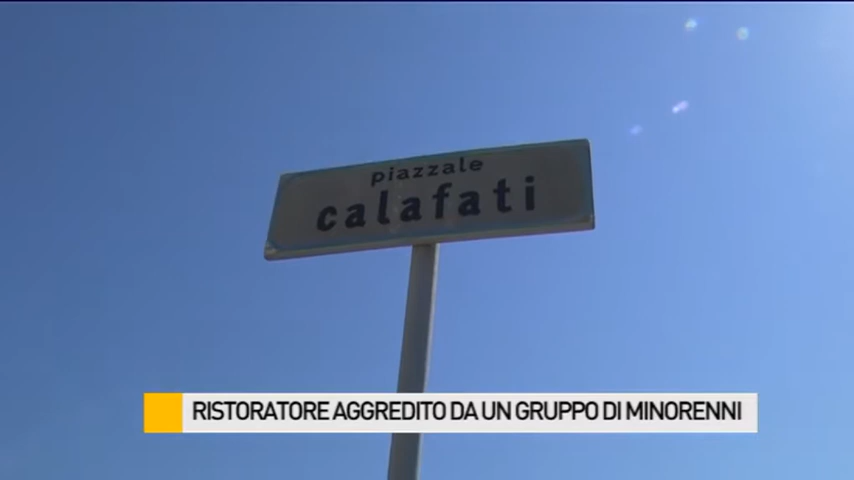 piazzale
calafati
RISTORATORE AGGREDITO DA UN GRUPPO DI MINORENNI